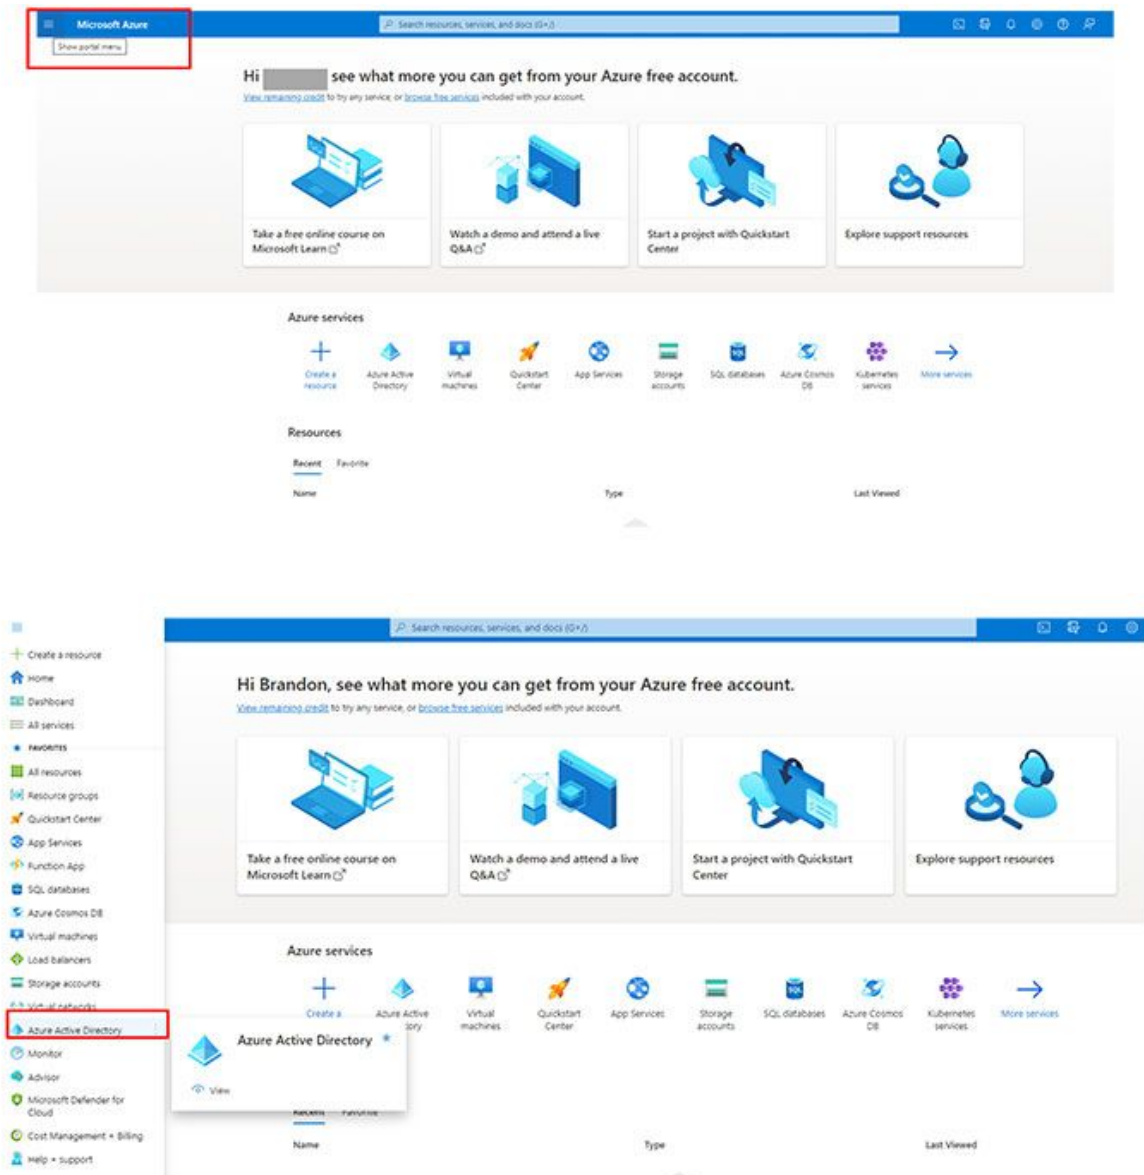 Microsoft Azure
Search resources, services, and docs (G+/)
Show portal menu
Hi see what more you can get from your Azure free account.
View remaining credit to try any service, or browse free services included with your account.
Take a free online course on
Microsoft Learn
Watch a demo and attend a live
Q&A
Start a project with Quickstart
Center
Explore support resources
Azure services
Create a
resource
Azure Active
Directory
Virtual
machines
Quickstart
Center
App Services
Storage
accounts
SQL databases
Azure Cosmos
DB
Kubernetes
services
More services
Resources
Recent
Favorite
Name
Type
Last Viewed
Search resources, services, and docs (G+/)
Create a resource
Home
Dashboard
All services
FAVORITES
All resources
Resource groups
Quickstart Center
App Services
Function App
SQL databases
Azure Cosmos DB
Virtual machines
Load balancers
Storage accounts
Virtual networks
Azure Active Directory
Monitor
Advisor
Microsoft Defender for
Cloud
Cost Management + Billing
Help + support
Hi Brandon, see what more you can get from your Azure free account.
View remaining credit to try any service, or browse free services included with your account.
Take a free online course on
Microsoft Learn
Watch a demo and attend a live
Q&A
Start a project with Quickstart
Center
Explore support resources
Azure services
Create a
Azure Active
tory
Virtual
machines
Quickstart
Center
App Services
Storage
accounts
SQL
SQL databases
Azure Cosmos
DB
Kubernetes
services
More services
Azure Active Directory
View
Recent
Favorite
Name
Type
Last Viewed